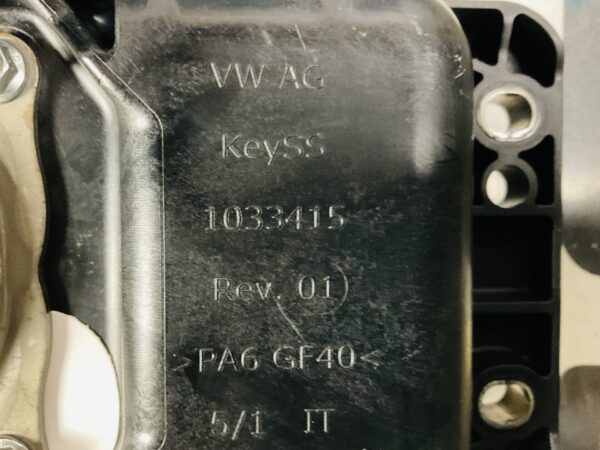 VW AG
KeySS
1033415
Rev. 01
>PA6 GF40<
5/1 IT